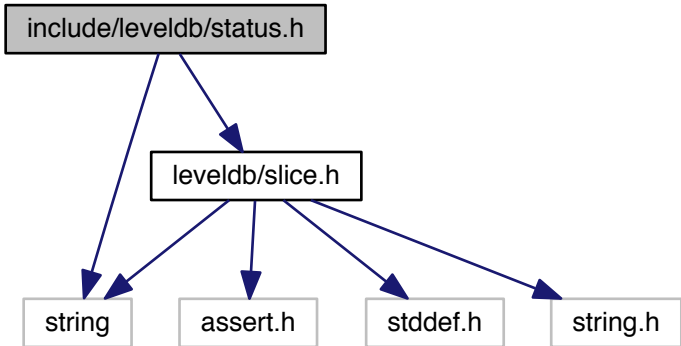 include/leveldb/status.h
leveldb/slice.h
string
assert.h
stddef.h
string.h